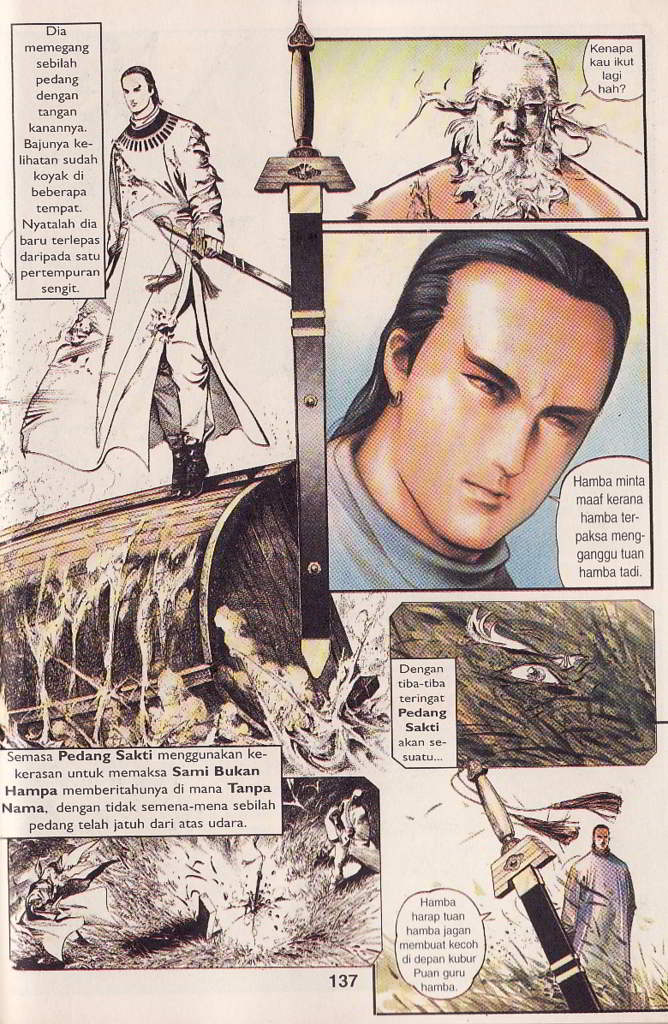 Dia
memegang
sebilah
pedang
dengan
tangan
kanannya.
Bajunya ke-
lihatan sudah
koyak di
beberapa
tempat.
Nyatalah dia
baru terlepas
daripada satu
pertempuran
sengit.
Kenapa
kau ikut
lagi
hah?
Hamba minta
maaf kerana
hamba ter-
paksa meng-
ganggu tuan
hamba tadi.
Dengan
tiba-tiba
teringat
Pedang
Sakti
akan se-
suatu...
Semasa Pedang Sakti menggunakan ke-
kerasan untuk memaksa Sami Bukan
Hampa memberitahunya di mana Tanpa
Nama, dengan tidak semena-mena sebilah
pedang telah jatuh dari atas udara.
Hamba
harap tuan
hamba jagan
membuat kecoh
di depan kubur
Puan guru
hamba.
137